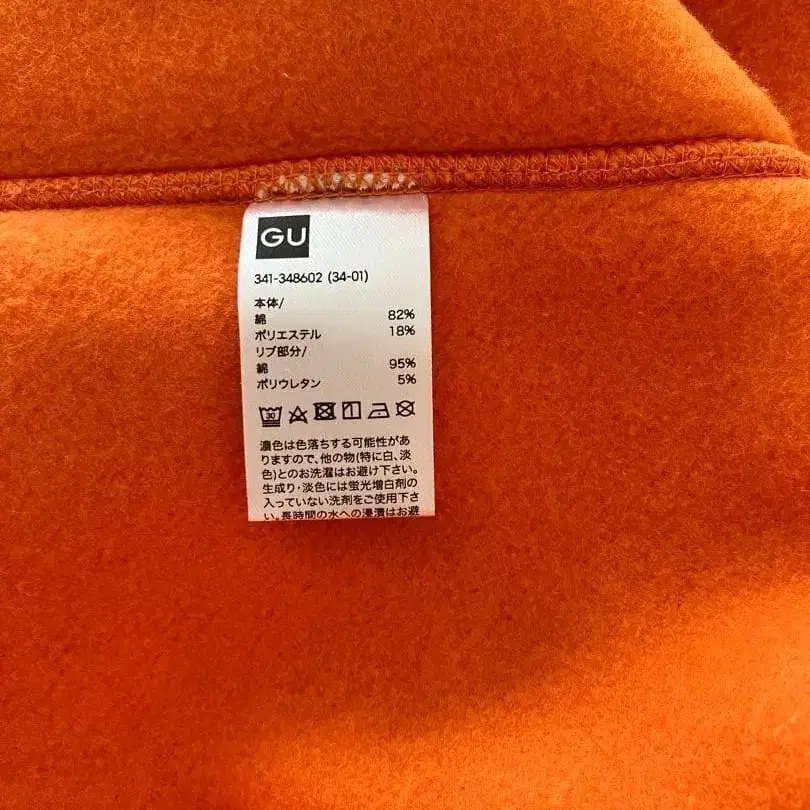 GU
341-348602 (34-01)
本体/
綿 82%
ポリエステル 18%
リブ部分/
綿 95%
ポリウレタン 5%
30
濃色は色落ちする可能性があ
りますので、他の物(特に白、淡
色)とのお洗濯はお避け下さい。
生成り・淡色には蛍光増白剤の
入っていない洗剤をご使用下さ
い。長時間の水への浸漬はお避